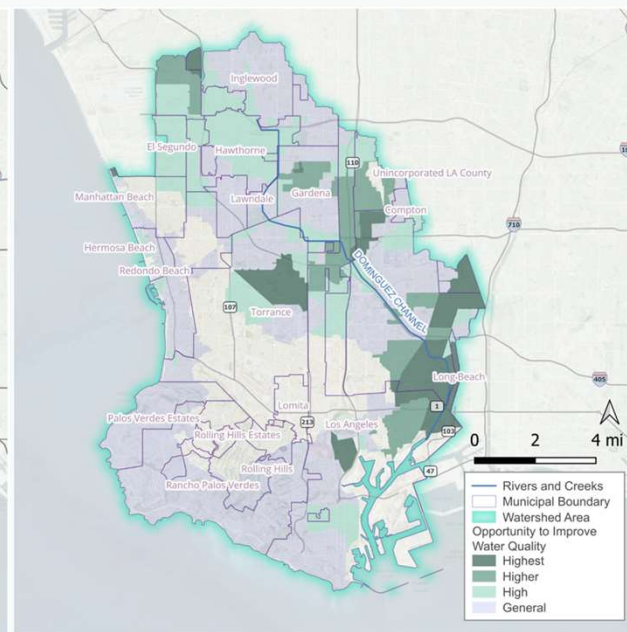 Inglewood
El Segundo
Hawthorne
110
Unincorporated LA County
Manhattan Beach
Lawndale
Gardena
Compton
710
Hermosa Beach
Redondo Beach
DOMINGUEZ CHANNEL
107
Torrance
Long Beach
405
Lomita
1
Palos Verdes Estates
213
Los Angeles
103
Rolling Hills Estates
0 2 4 mi
Rolling Hills
47
Rancho Palos Verdes
Rivers and Creeks
Municipal Boundary
Watershed Area
Opportunity to Improve
Water Quality
Highest
Higher
High
General